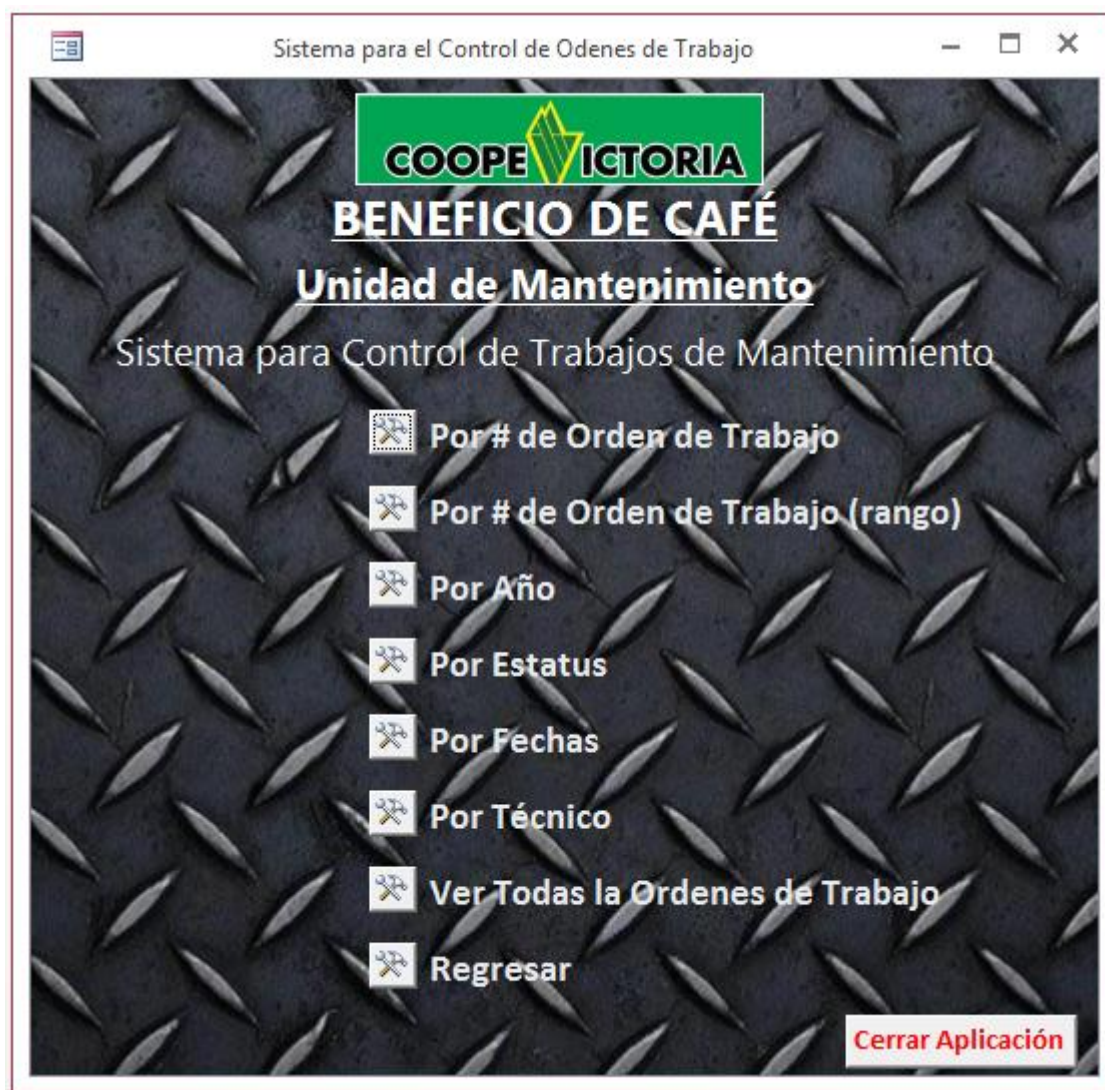 Sistema para el Control de Odenes de Trabajo
COOPEVICTORIA
BENEFICIO DE CAFÉ
Unidad de Mantenimiento
Sistema para Control de Trabajos de Mantenimiento
Por # de Orden de Trabajo
Por # de Orden de Trabajo (rango)
Por Año
Por Estatus
Por Fechas
Por Técnico
Ver Todas la Ordenes de Trabajo
Regresar
Cerrar Aplicación